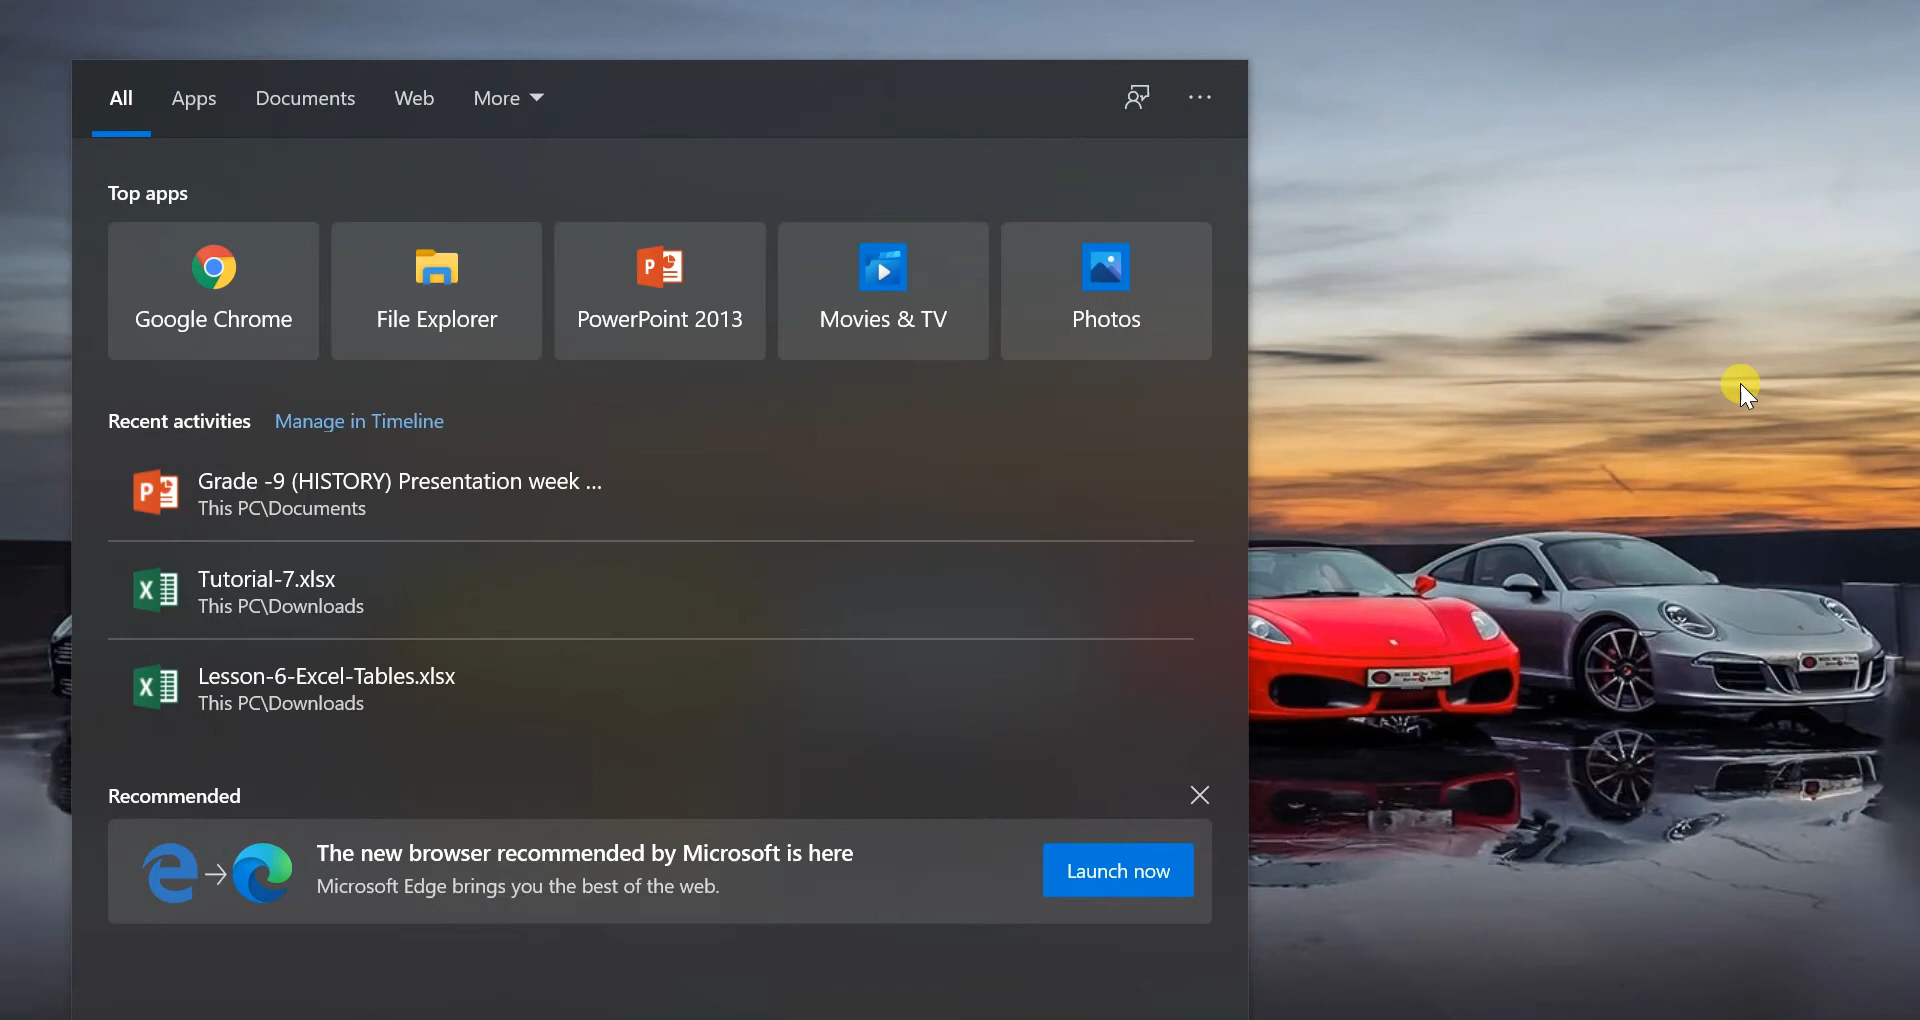 All Apps Documents Web More
Top apps
Google Chrome File Explorer PowerPoint 2013 Movies & TV Photos
Recent activities Manage in Timeline
Grade -9 (HISTORY) Presentation week ...
This PC\Documents
Tutorial-7.xlsx
This PC\Downloads
Lesson-6-Excel-Tables.xlsx
This PC\Downloads
Recommended
The new browser recommended by Microsoft is here
Microsoft Edge brings you the best of the web.
Launch now